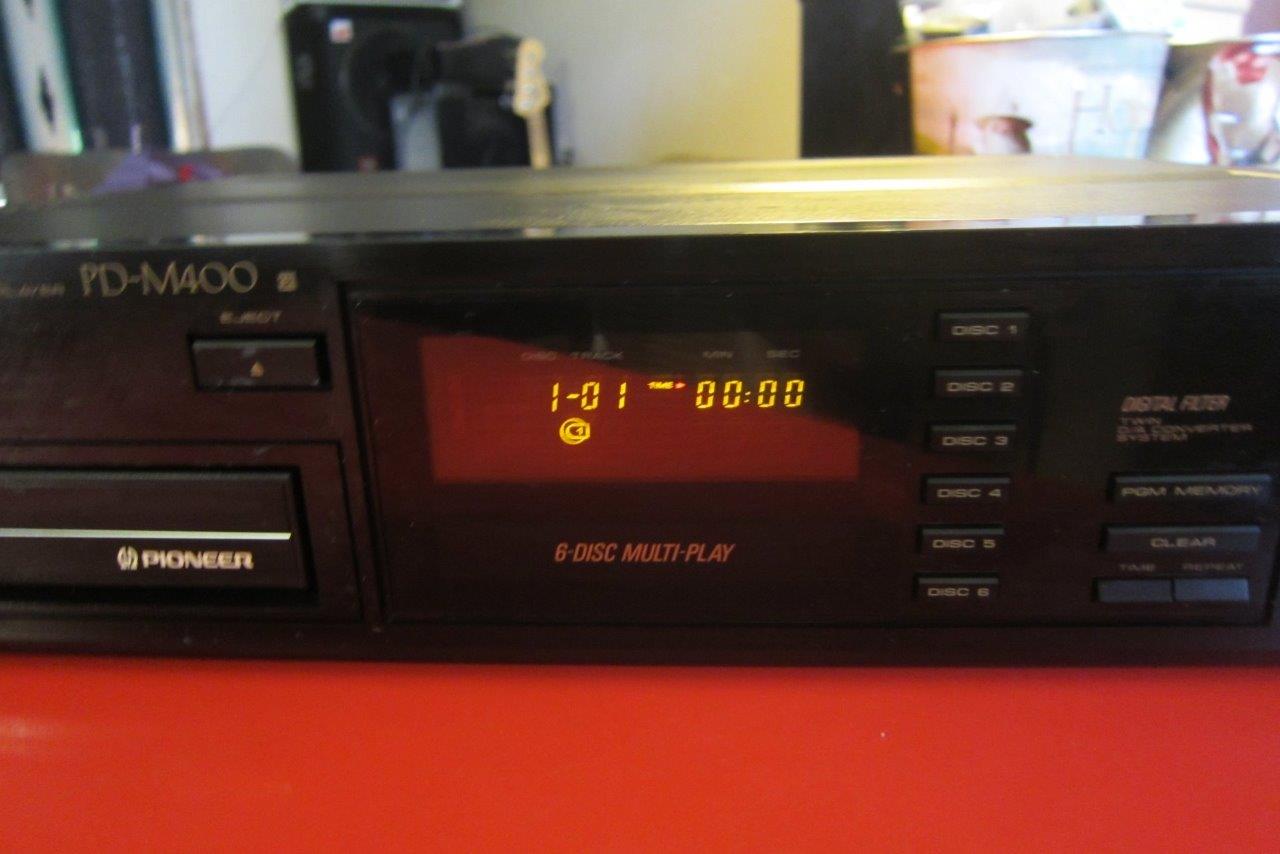 PLAYER PD-M400
EJECT
PIONEER
DISC TRACK MIN SEC
1-01 TIME 00:00
1
6-DISC MULTI-PLAY
DISC 1
DISC 2
DISC 3
DISC 4
DISC 5
DISC 6
DIGITAL FILTER
TWIN
D/A CONVERTER
SYSTEM
PGM MEMORY
CLEAR
TIME REPEAT